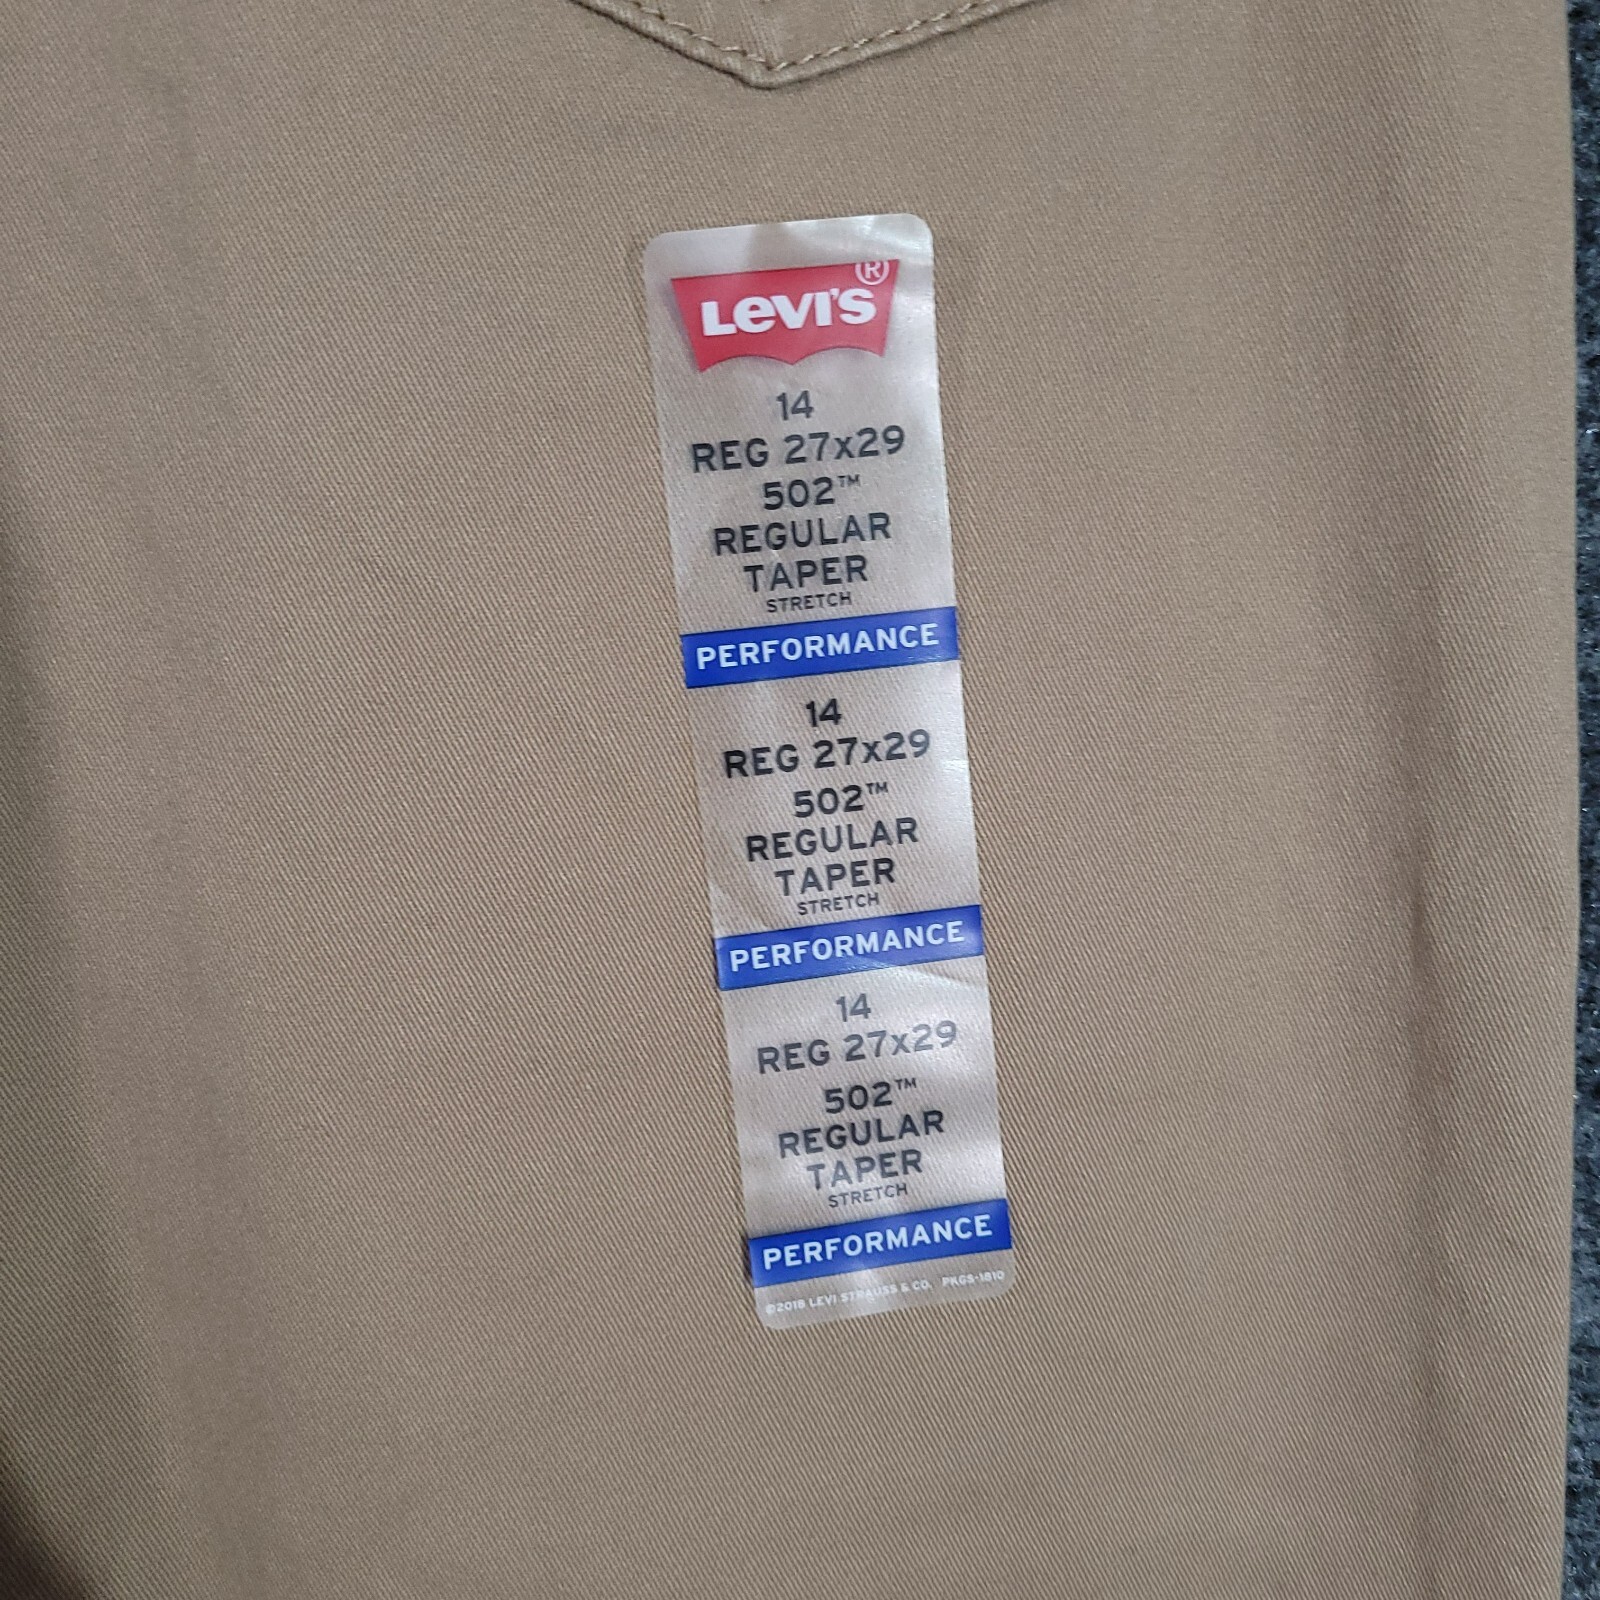 LEVI'S®
14
REG 27x29
502™
REGULAR
TAPER
STRETCH
PERFORMANCE
14
REG 27x29
502™
REGULAR
TAPER
STRETCH
PERFORMANCE
14
REG 27x29
502™
REGULAR
TAPER
STRETCH
PERFORMANCE
©2018 LEVI STRAUSS & CO. PKGS-1810